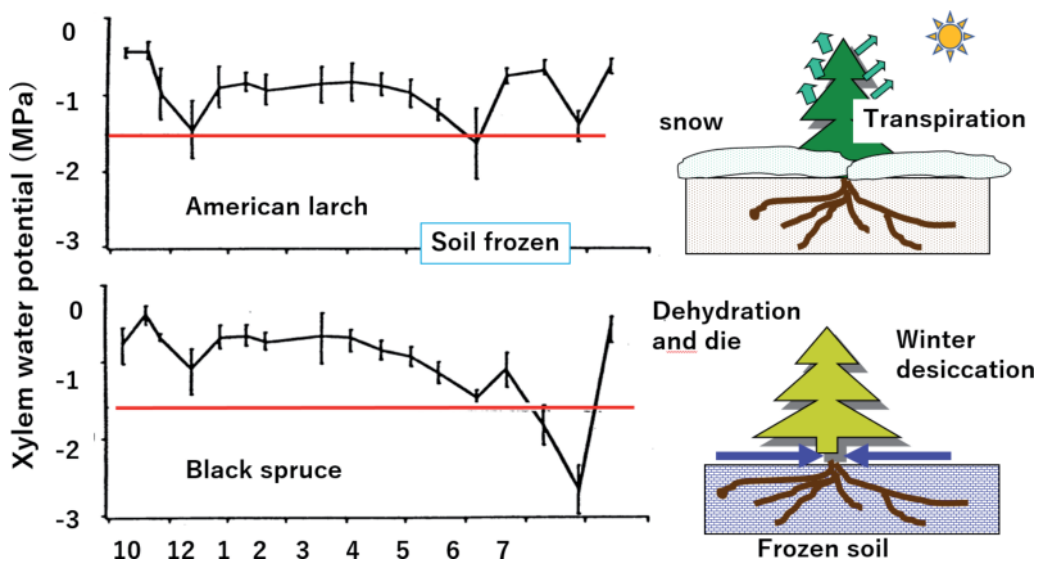 Xylem water potential (MPa)
0
-1
-2
-3
American larch
Soil frozen
0
-1
-2
-3
Black spruce
10 12 1 2 3 4 5 6 7
snow
Transpiration
Dehydration
and die
Winter
desiccation
Frozen soil